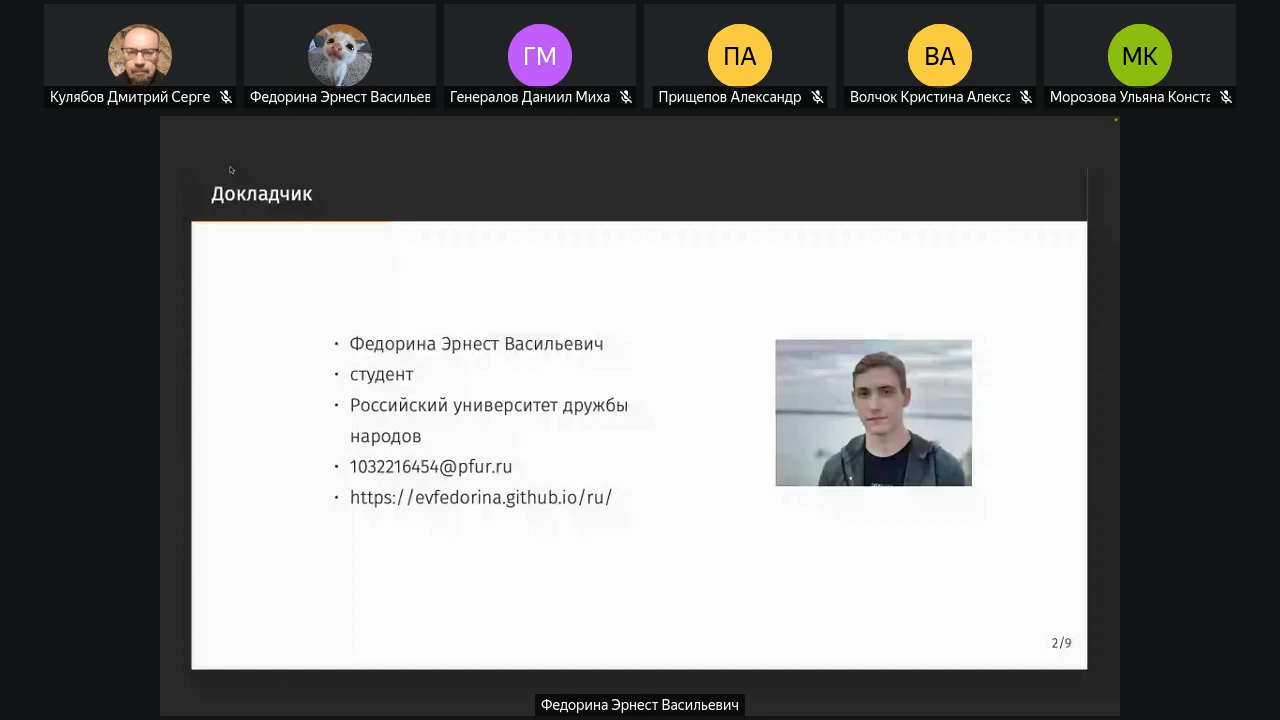 ГМ
ПА
ВА
МК
Кулябов Дмитрий Серге
Федорина Эрнест Васильев
Генералов Даниил Миха
Прищепов Александр
Волчок Кристина Алекса
Морозова Ульяна Конста
Докладчик
• Федорина Эрнест Васильевич
• студент
• Российский университет дружбы
народов
• 1032216454@pfur.ru
• https://evfedorina.github.io/ru/
2/9
Федорина Эрнест Васильевич